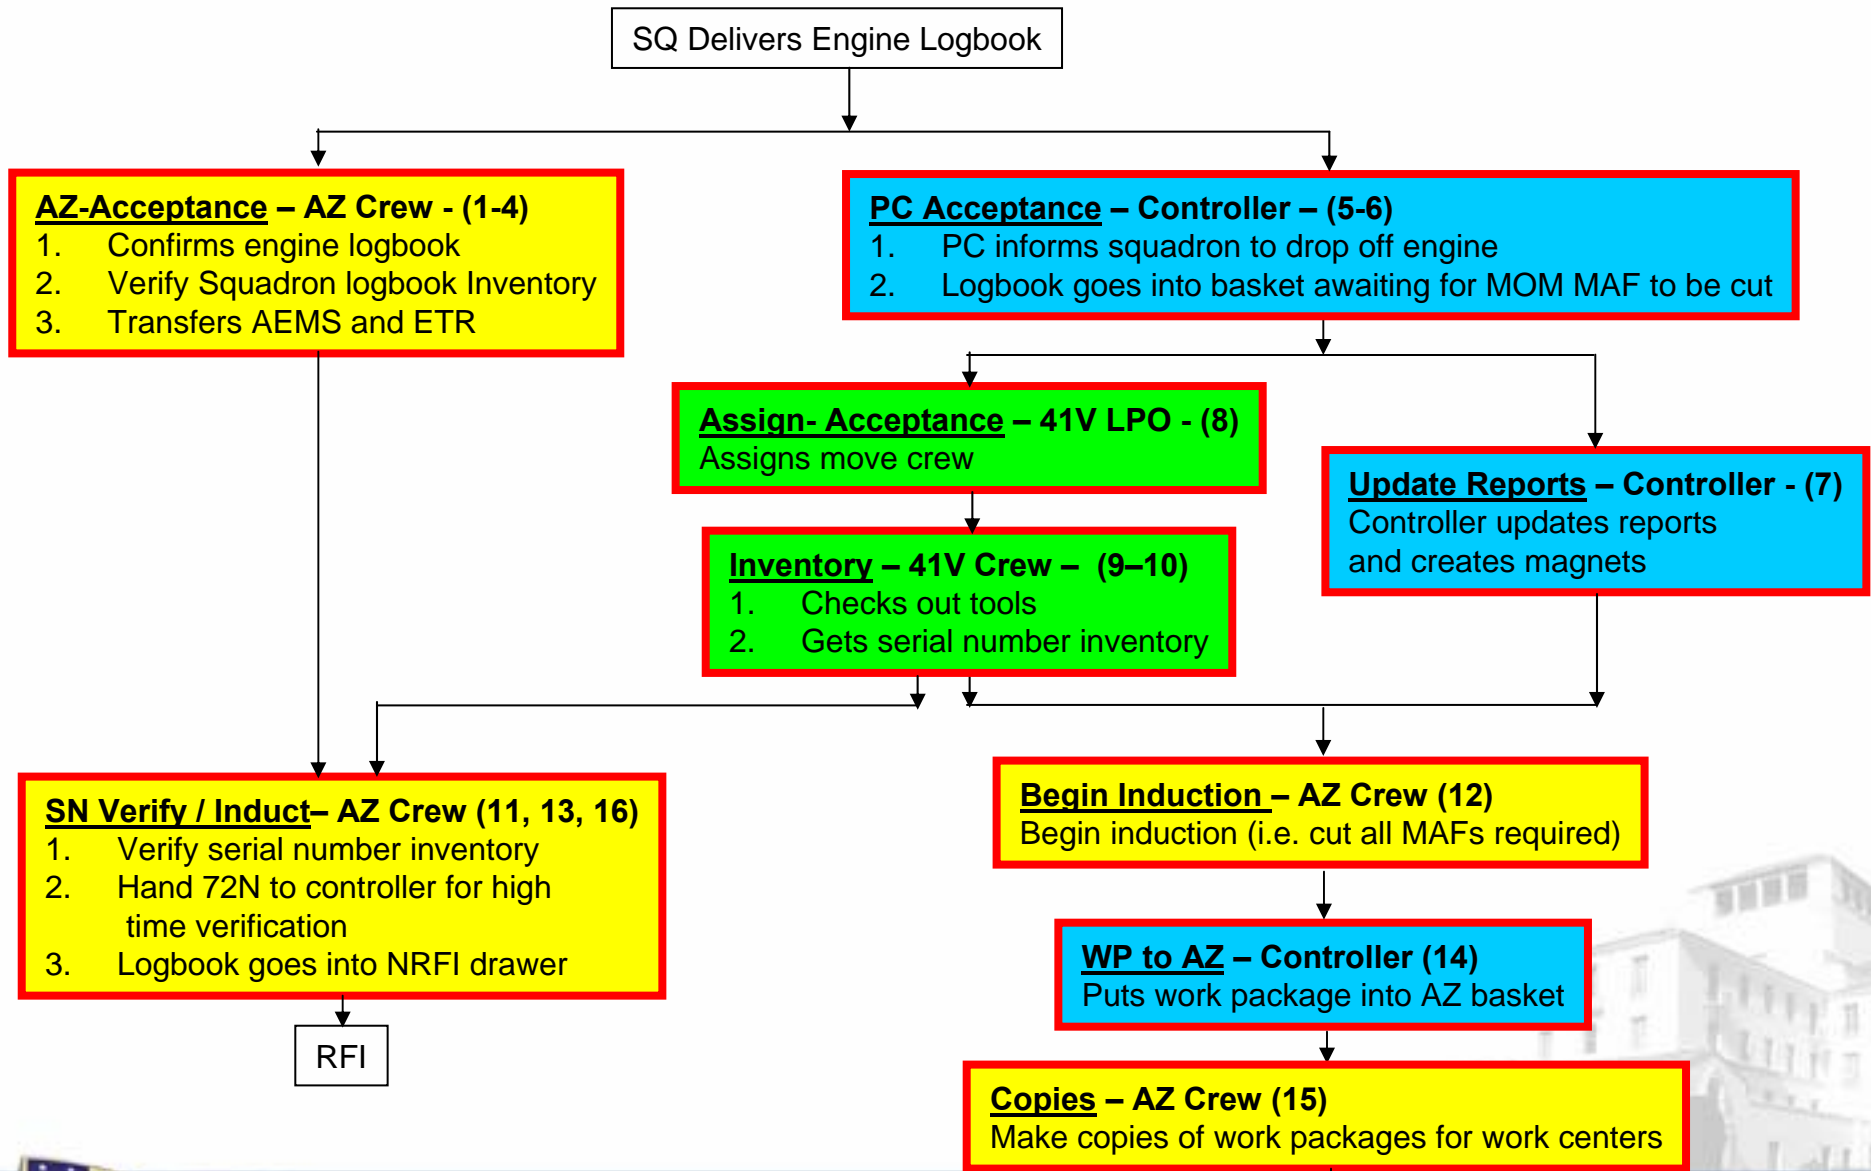 SQ Delivers Engine Logbook
AZ-Acceptance – AZ Crew - (1-4)
1. Confirms engine logbook
2. Verify Squadron logbook Inventory
3. Transfers AEMS and ETR
PC Acceptance – Controller – (5-6)
1. PC informs squadron to drop off engine
2. Logbook goes into basket awaiting for MOM MAF to be cut
Assign- Acceptance – 41V LPO - (8)
Assigns move crew
Update Reports – Controller - (7)
Controller updates reports
and creates magnets
Inventory – 41V Crew – (9–10)
1. Checks out tools
2. Gets serial number inventory
SN Verify / Induct– AZ Crew (11, 13, 16)
1. Verify serial number inventory
2. Hand 72N to controller for high
time verification
3. Logbook goes into NRFI drawer
Begin Induction – AZ Crew (12)
Begin induction (i.e. cut all MAFs required)
WP to AZ – Controller (14)
Puts work package into AZ basket
RFI
Copies – AZ Crew (15)
Make copies of work packages for work centers